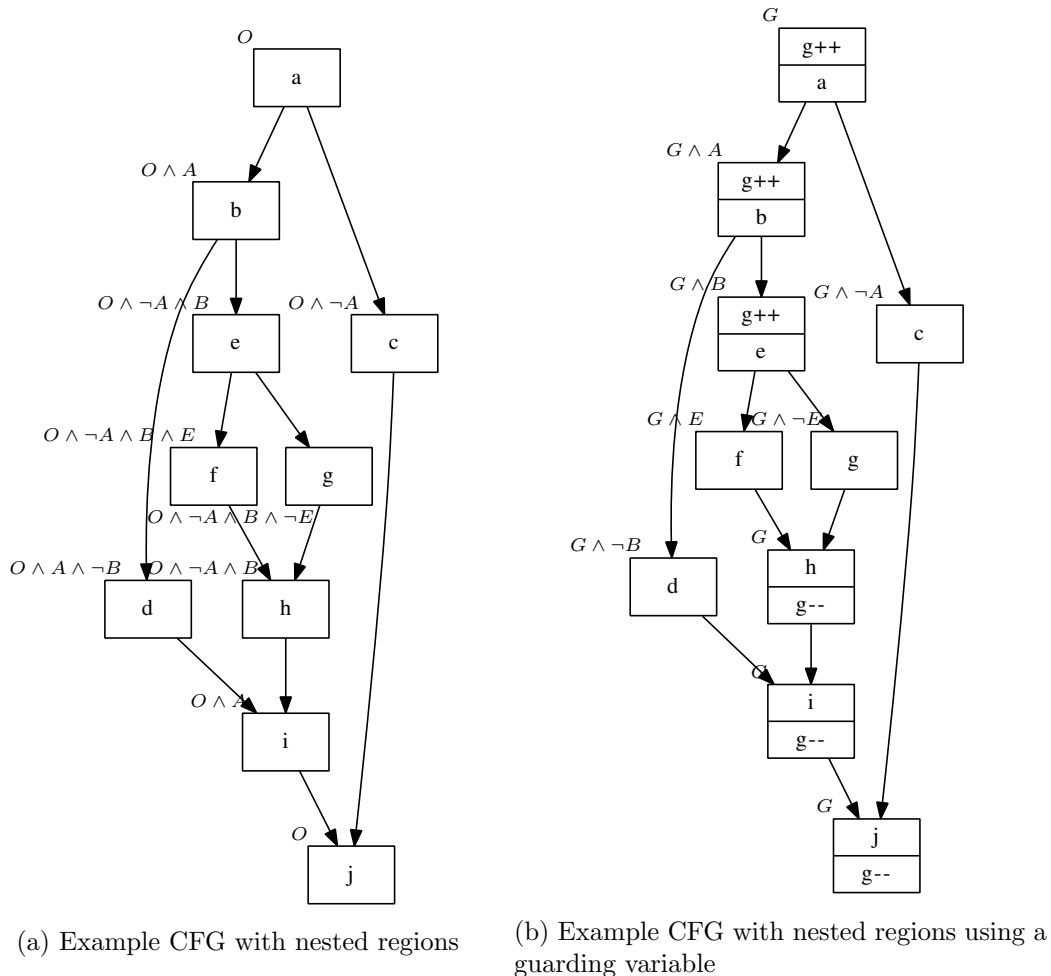 O
a
O ∧ A
b
O ∧ ¬A ∧ B
O ∧ ¬A
e
c
O ∧ ¬A ∧ B ∧ E
f
g
O ∧ ¬A ∧ B ∧ ¬E
O ∧ A ∧ ¬B
O ∧ ¬A ∧ B
d
h
O ∧ A
i
O
j
(a) Example CFG with nested regions
G
g++
a
G ∧ A
g++
b
G ∧ B
G ∧ ¬A
g++
c
e
G ∧ E
G ∧ ¬E
f
g
G
G ∧ ¬B
h
d
g--
G
i
g--
G
j
g--
(b) Example CFG with nested regions using a
guarding variable